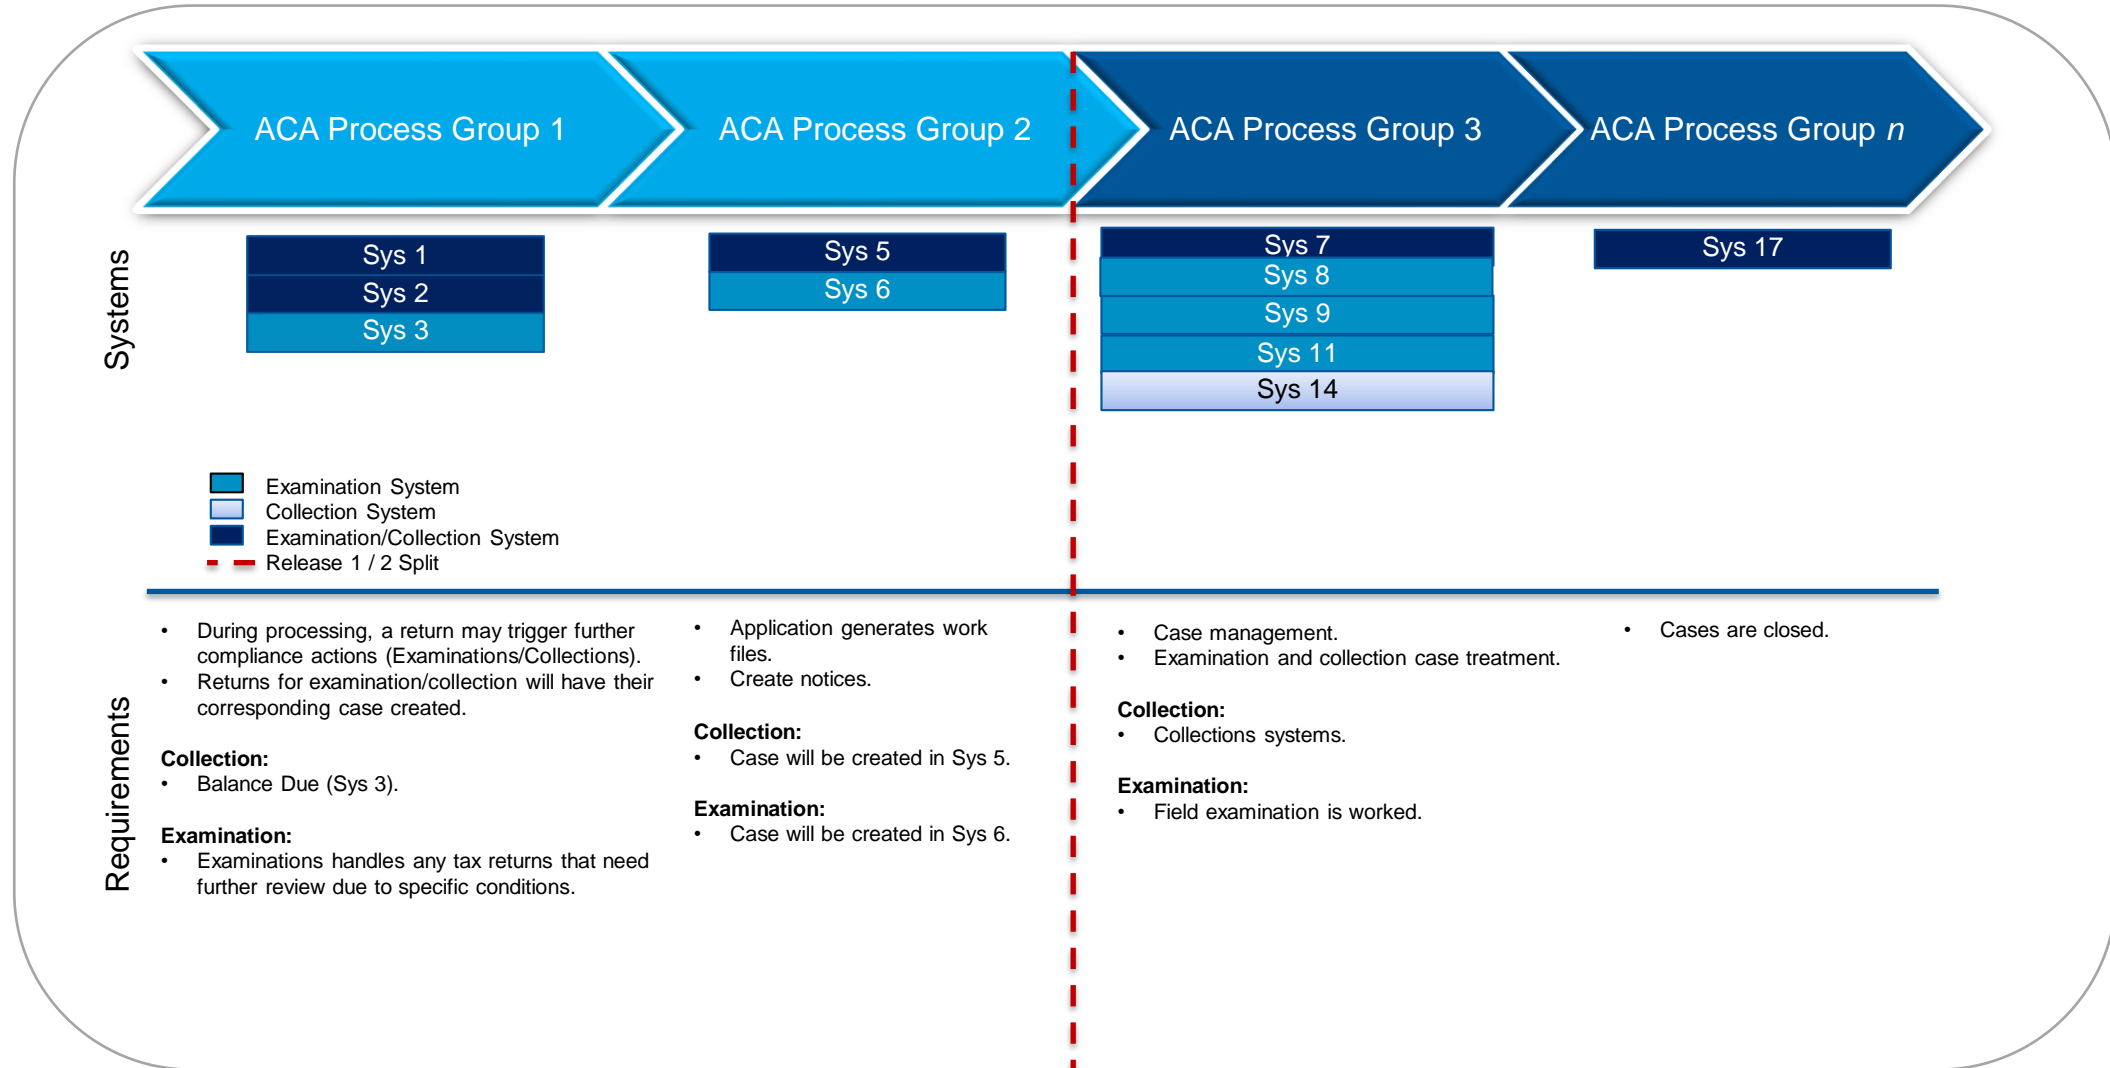 ACA Process Group 1
ACA Process Group 2
ACA Process Group 3
ACA Process Group n
Systems
Sys 1
Sys 2
Sys 3
Sys 5
Sys 6
Sys 7
Sys 8
Sys 9
Sys 11
Sys 14
Sys 17
Examination System
Collection System
Examination/Collection System
Release 1 / 2 Split
Requirements
• During processing, a return may trigger further
compliance actions (Examinations/Collections).
• Returns for examination/collection will have their
corresponding case created.
Collection:
• Balance Due (Sys 3).
Examination:
• Examinations handles any tax returns that need
further review due to specific conditions.
• Application generates work
files.
• Create notices.
Collection:
• Case will be created in Sys 5.
Examination:
• Case will be created in Sys 6.
• Case management.
• Examination and collection case treatment.
Collection:
• Collections systems.
Examination:
• Field examination is worked.
• Cases are closed.